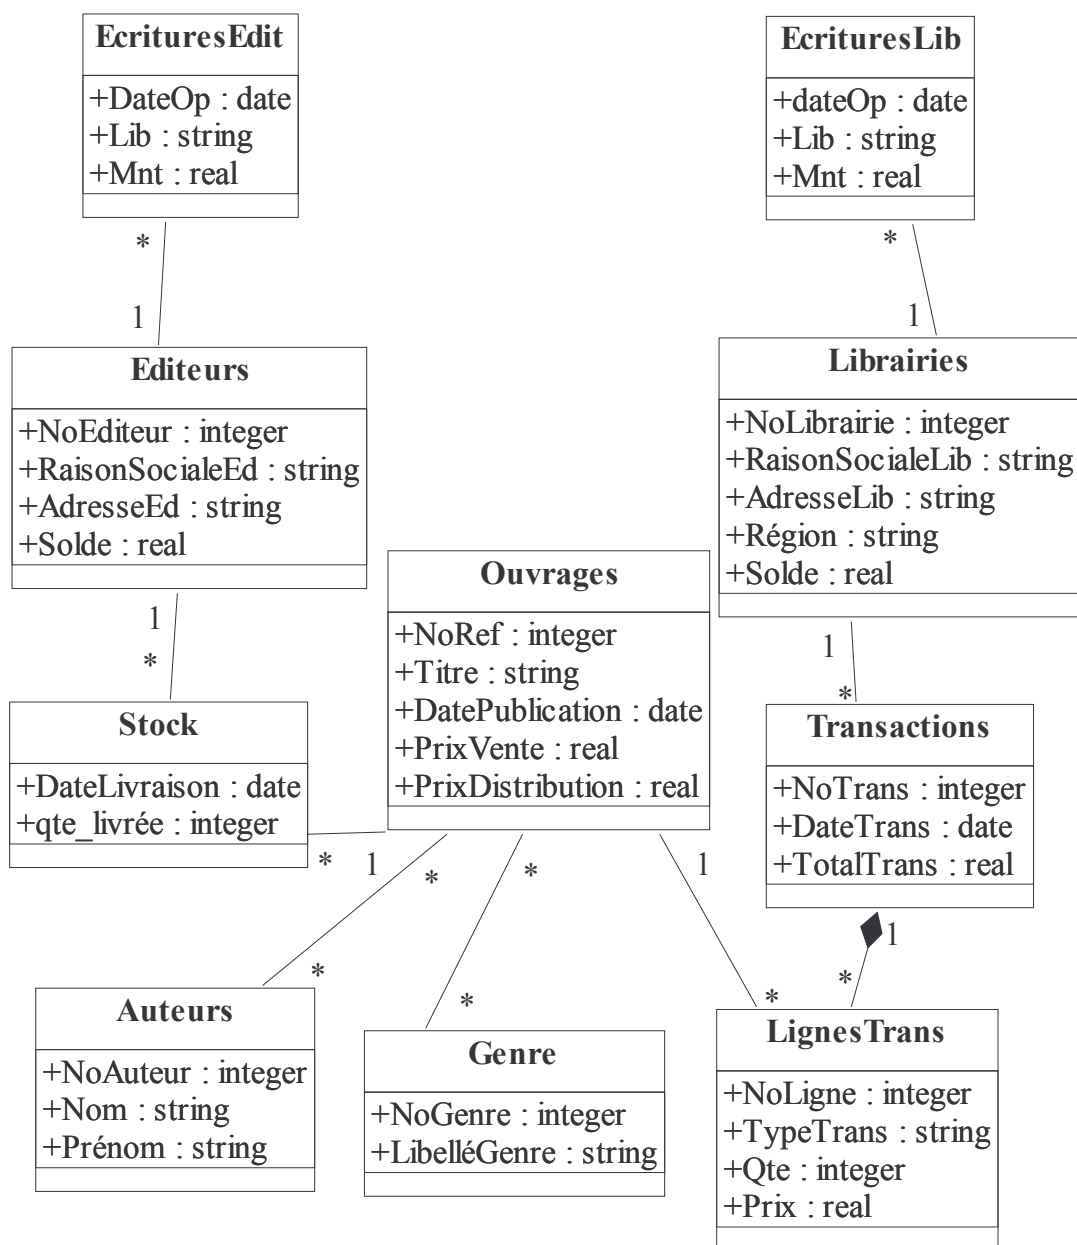 EcrituresEdit
+DateOp : date
+Lib : string
+Mnt : real
EcrituresLib
+dateOp : date
+Lib : string
+Mnt : real
*
1
*
1
Editeurs
+NoEditeur : integer
+RaisonSocialeEd : string
+AdresseEd : string
+Solde : real
Librairies
+NoLibrairie : integer
+RaisonSocialeLib : string
+AdresseLib : string
+Région : string
+Solde : real
1
*
Ouvrages
+NoRef : integer
+Titre : string
+DatePublication : date
+PrixVente : real
+PrixDistribution : real
1
*
Stock
+DateLivraison : date
+qte_livrée : integer
Transactions
+NoTrans : integer
+DateTrans : date
+TotalTrans : real
*
1
*
*
1
1
*
*
*
*
Auteurs
+NoAuteur : integer
+Nom : string
+Prénom : string
Genre
+NoGenre : integer
+LibelléGenre : string
LignesTrans
+NoLigne : integer
+TypeTrans : string
+Qte : integer
+Prix : real